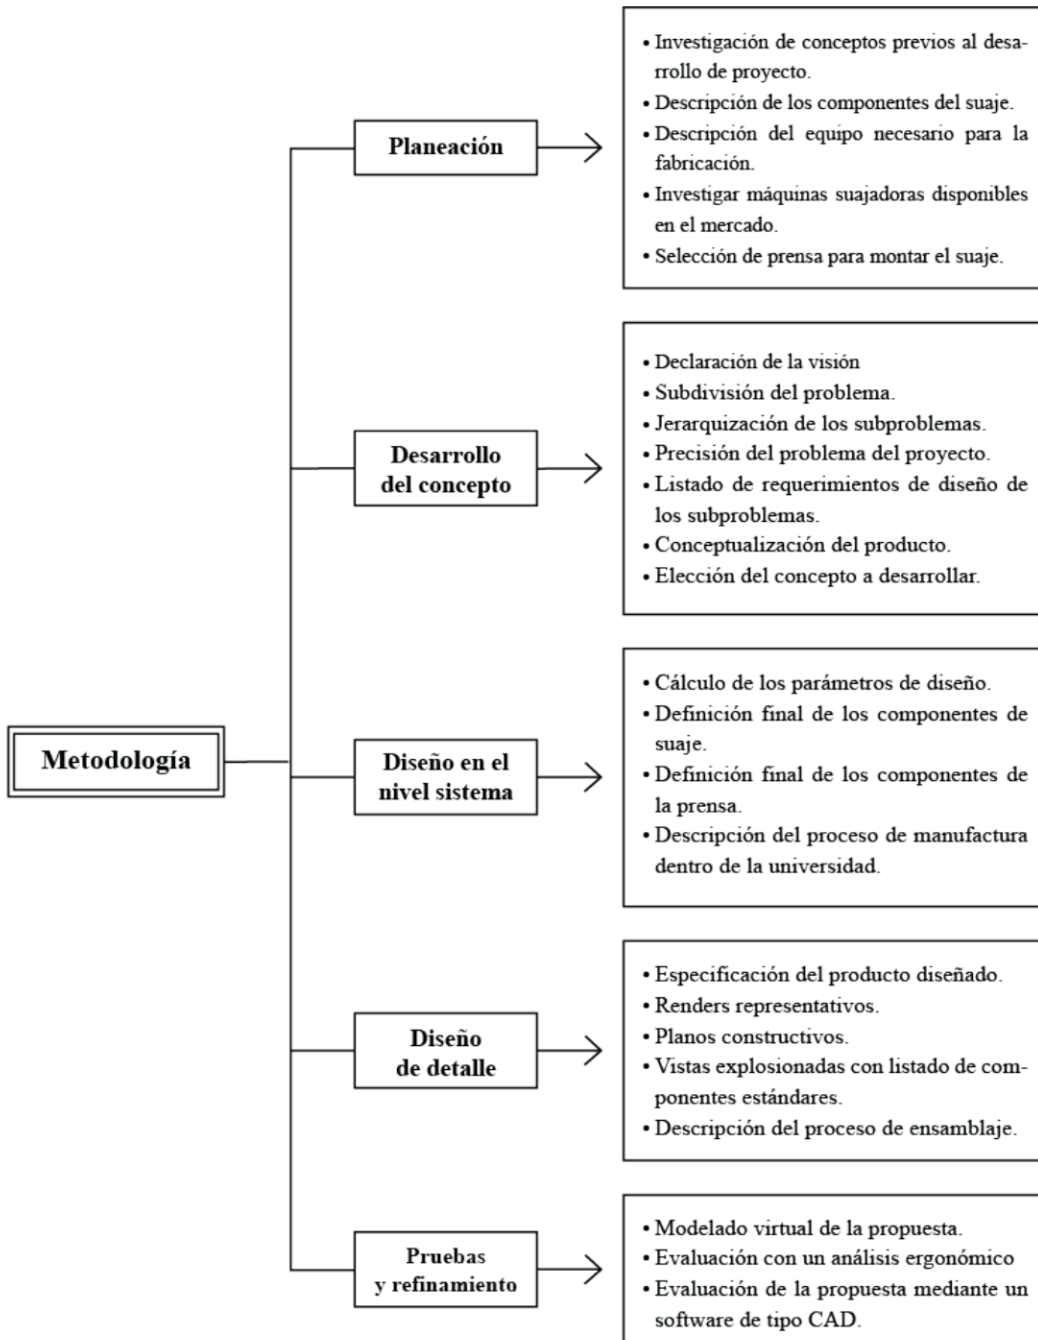 Metodología
Planeación
• Investigación de conceptos previos al desa-
rrollo de proyecto.
• Descripción de los componentes del suaje.
• Descripción del equipo necesario para la
fabricación.
• Investigar máquinas suajadoras disponibles
en el mercado.
• Selección de prensa para montar el suaje.
Desarrollo
del concepto
• Declaración de la visión
• Subdivisión del problema.
• Jerarquización de los subproblemas.
• Precisión del problema del proyecto.
• Listado de requerimientos de diseño de
los subproblemas.
• Conceptualización del producto.
• Elección del concepto a desarrollar.
Diseño en el
nivel sistema
• Cálculo de los parámetros de diseño.
• Definición final de los componentes de
suaje.
• Definición final de los componentes de
la prensa.
• Descripción del proceso de manufactura
dentro de la universidad.
Diseño
de detalle
• Especificación del producto diseñado.
• Renders representativos.
• Planos constructivos.
• Vistas explosionadas con listado de com-
ponentes estándares.
• Descripción del proceso de ensamblaje.
Pruebas
y refinamiento
• Modelado virtual de la propuesta.
• Evaluación con un análisis ergonómico
• Evaluación de la propuesta mediante un
software de tipo CAD.